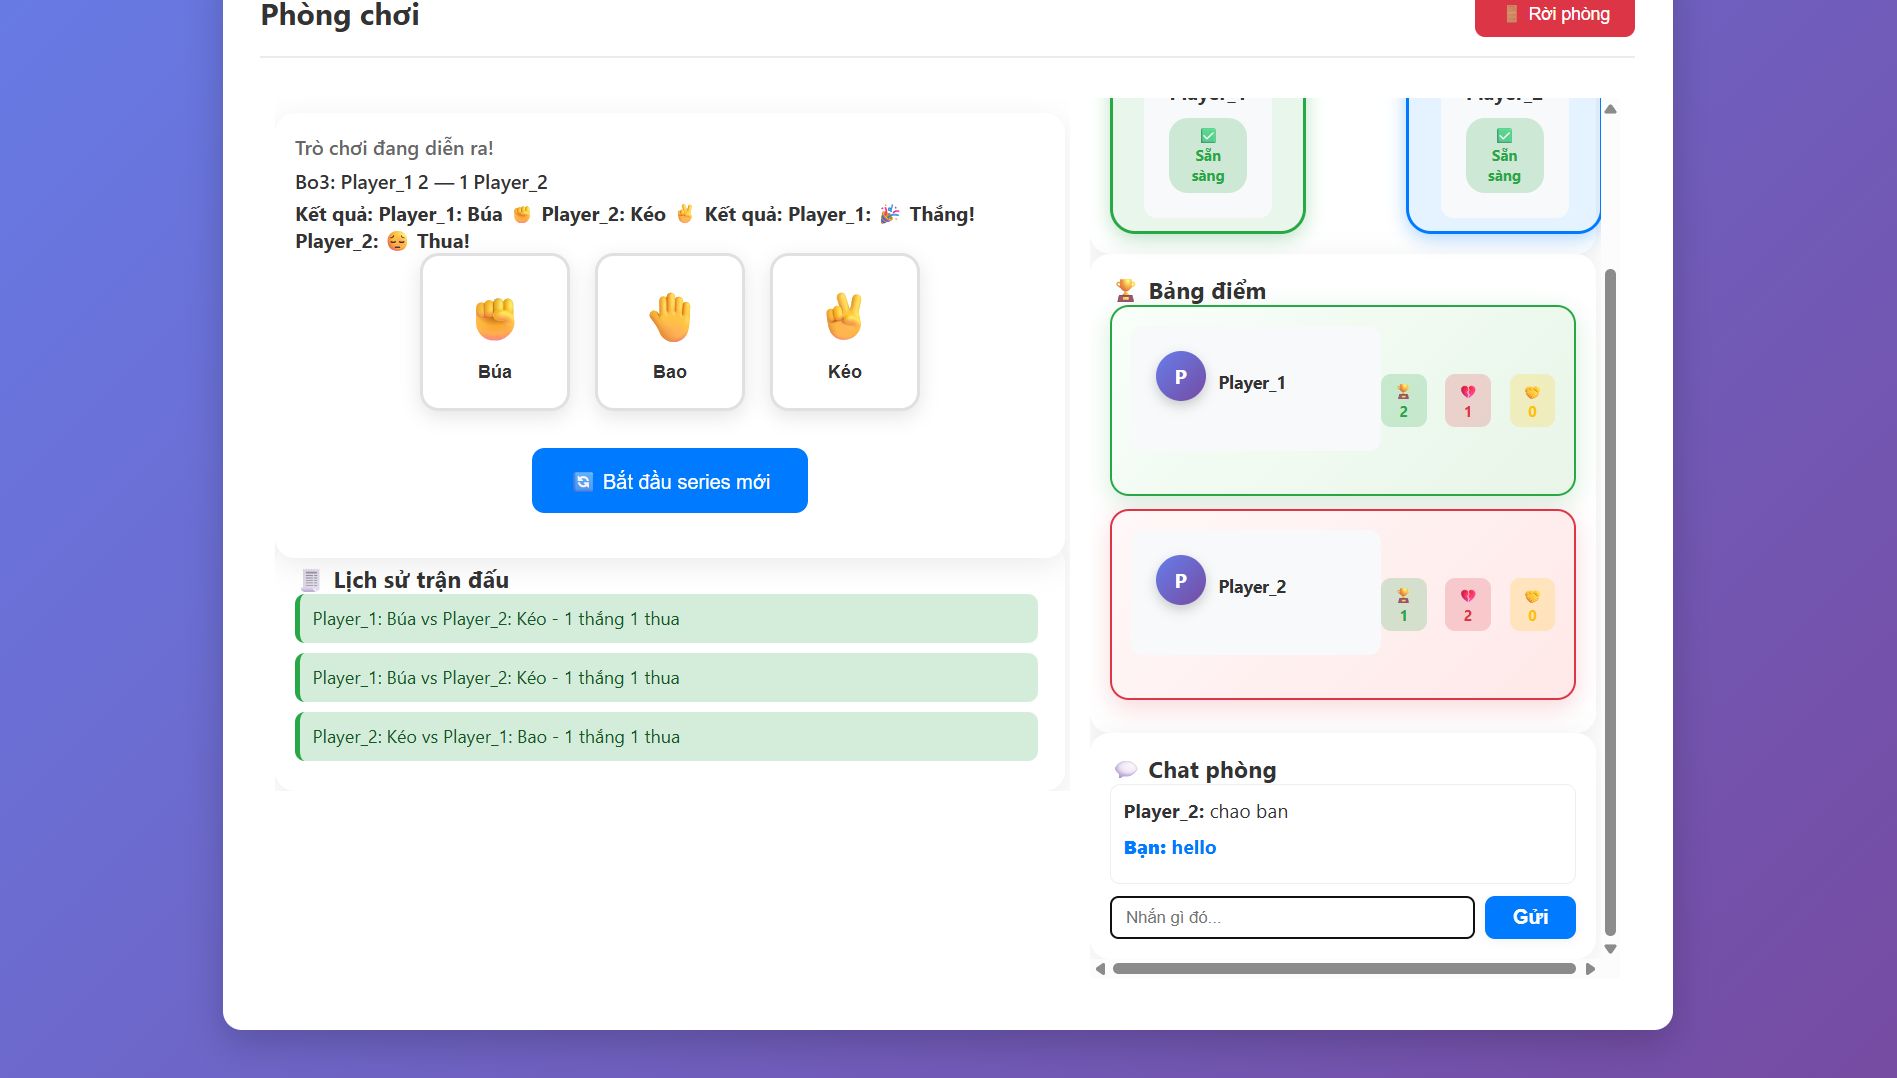 Phòng chơi
Rời phòng
Trò chơi đang diễn ra!
Bo3: Player_1 2 — 1 Player_2
Kết quả: Player_1: Búa ✊ Player_2: Kéo ✌ Kết quả: Player_1: 🎉 Thắng!
Player_2: 😔 Thua!
Búa
Bao
Kéo
Bắt đầu series mới
Lịch sử trận đấu
Player_1: Búa vs Player_2: Kéo - 1 thắng 1 thua
Player_1: Búa vs Player_2: Kéo - 1 thắng 1 thua
Player_2: Kéo vs Player_1: Bao - 1 thắng 1 thua
Player_1
Sẵn
sàng
Player_2
Sẵn
sàng
Bảng điểm
P
Player_1
2
1
0
P
Player_2
1
2
0
Chat phòng
Player_2: chao ban
Bạn: hello
Nhắn gì đó...
Gửi